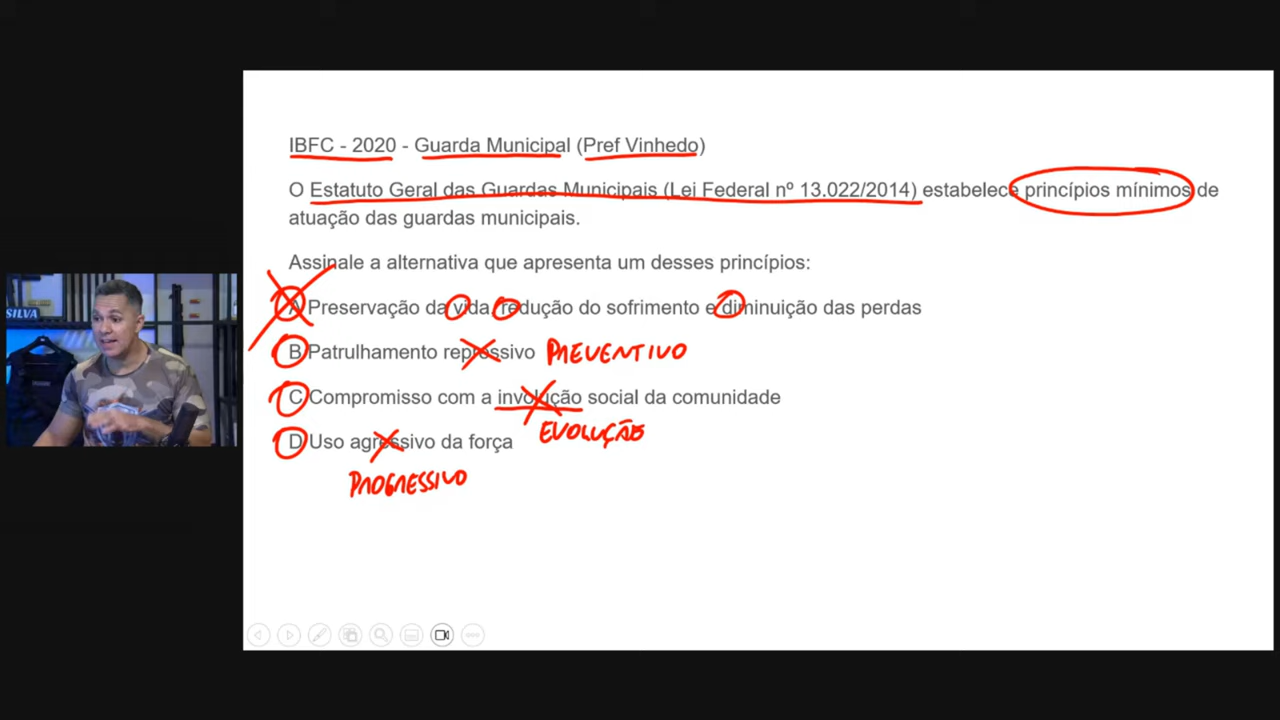 IBFC - 2020 - Guarda Municipal (Pref Vinhedo)
O Estatuto Geral das Guardas Municipais (Lei Federal nº 13.022/2014) estabelece princípios mínimos de
atuação das guardas municipais.
Assinale a alternativa que apresenta um desses princípios:
A Preservação da vida, redução do sofrimento e diminuição das perdas
B Patrulhamento repressivo PREVENTIVO
C Compromisso com a involução social da comunidade
EVOLUÇÃO
D Uso agressivo da força
PROGRESSIVO
SILVA